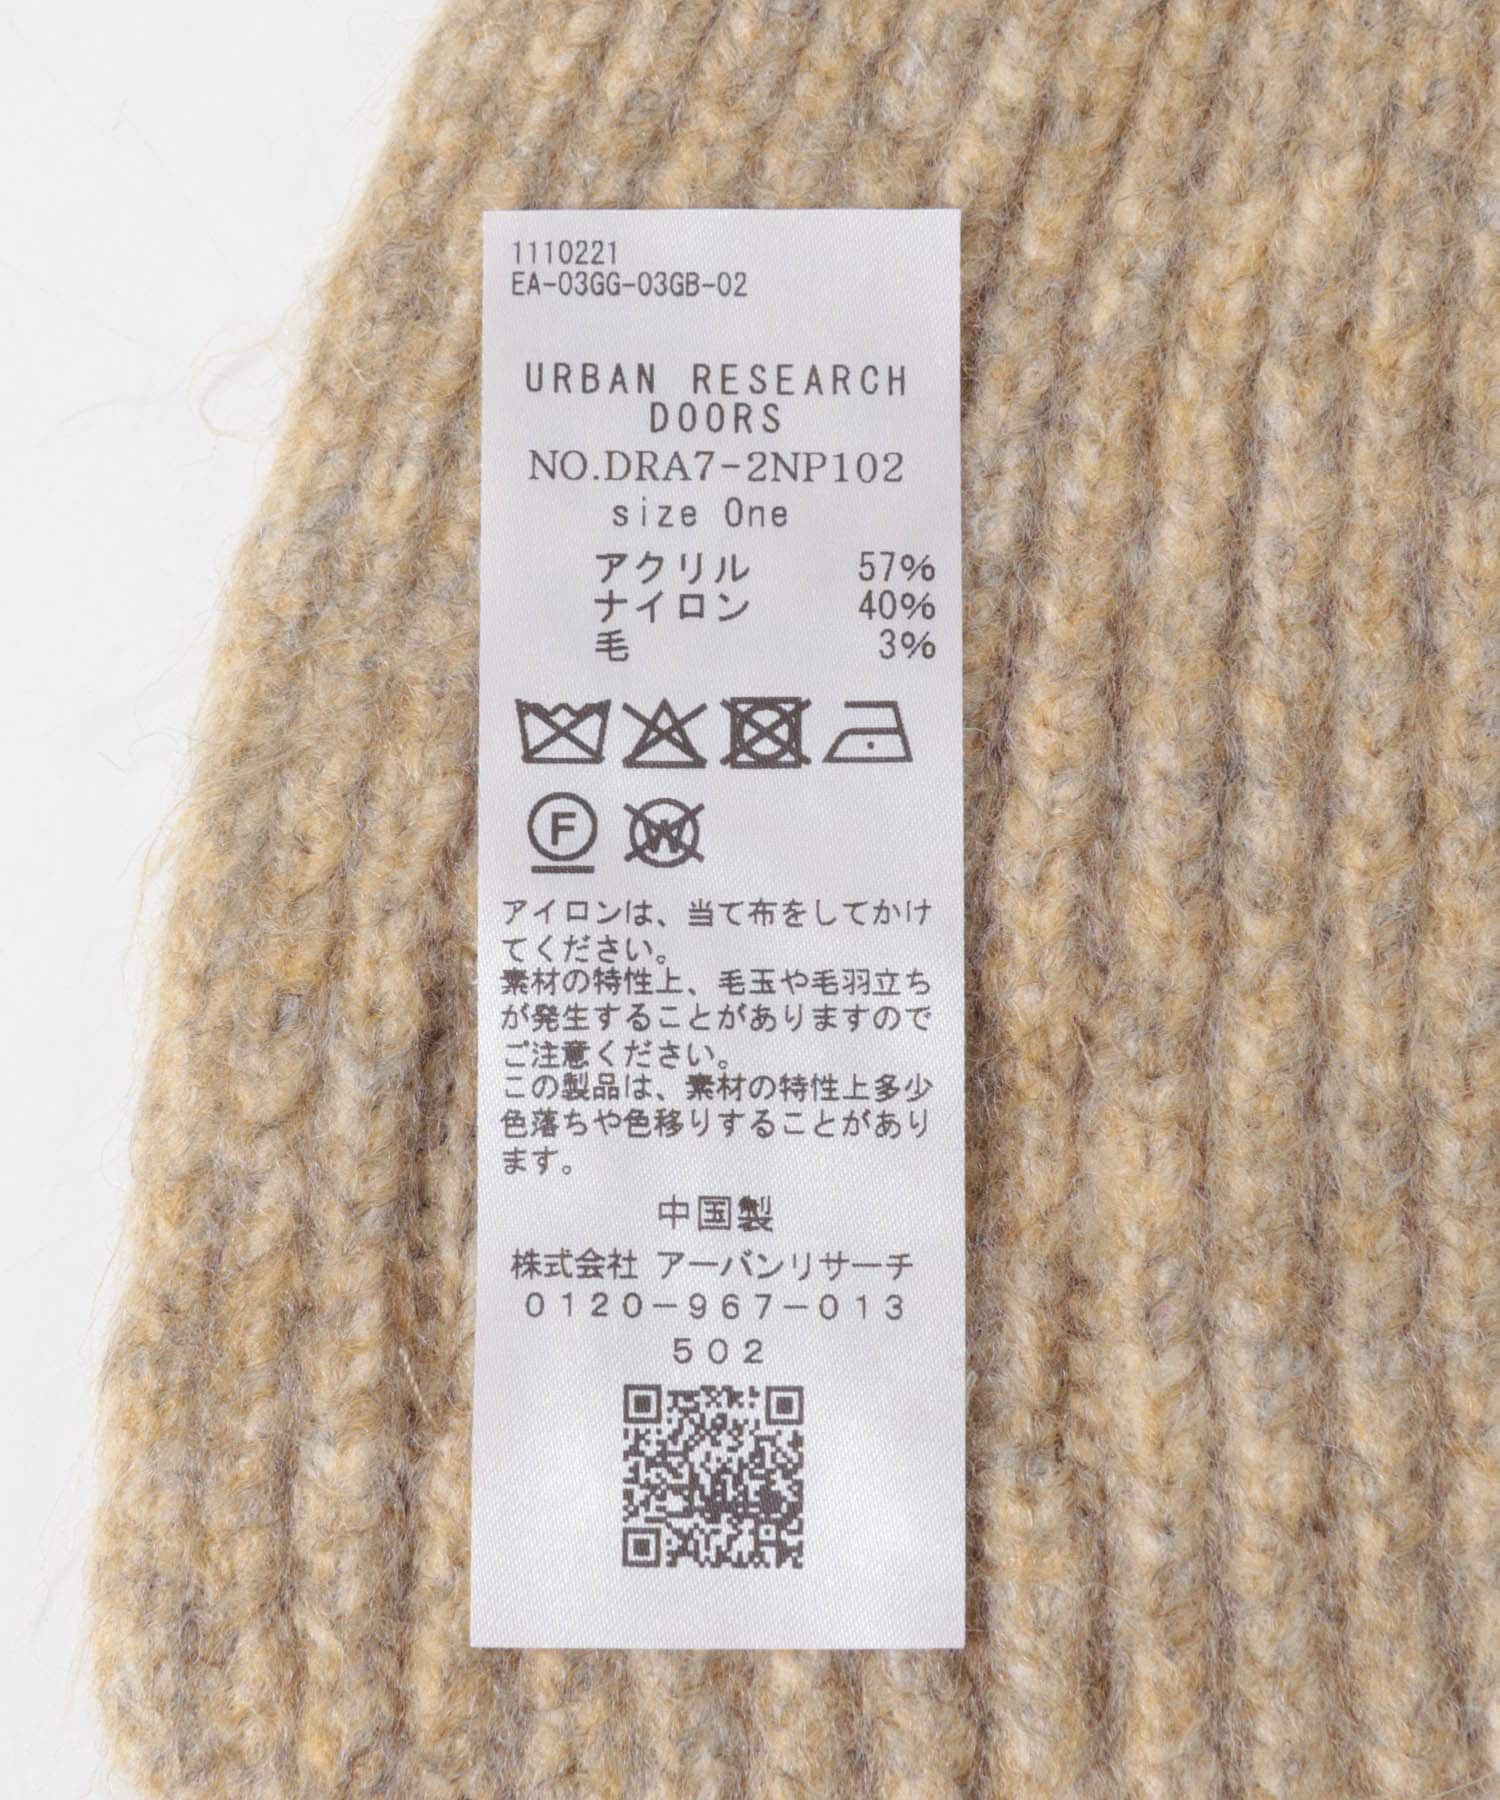 1110221
EA-03GG-03GB-02
URBAN RESEARCH
DOORS
NO.DRA7-2NP102
size One
アクリル 57%
ナイロン 40%
毛 3%
F W
アイロンは、当て布をしてかけ
てください。
素材の特性上、毛玉や毛羽立ち
が発生することがありますので
ご注意ください。
この製品は、素材の特性上多少
色落ちや色移りすることがあり
ます。
中国製
株式会社 アーバンリサーチ
0120-967-013
502